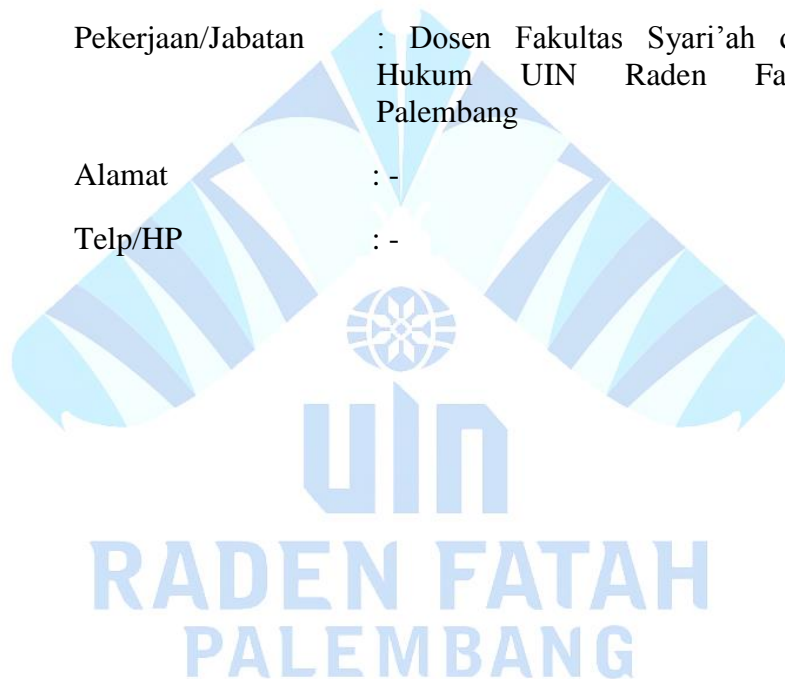 Pekerjaan/Jabatan : Dosen Fakultas Syari’ah
Hukum UIN Raden
Palembang
Alamat : -
Telp/HP : -
uin
RADEN FATAH
PALEMBANG